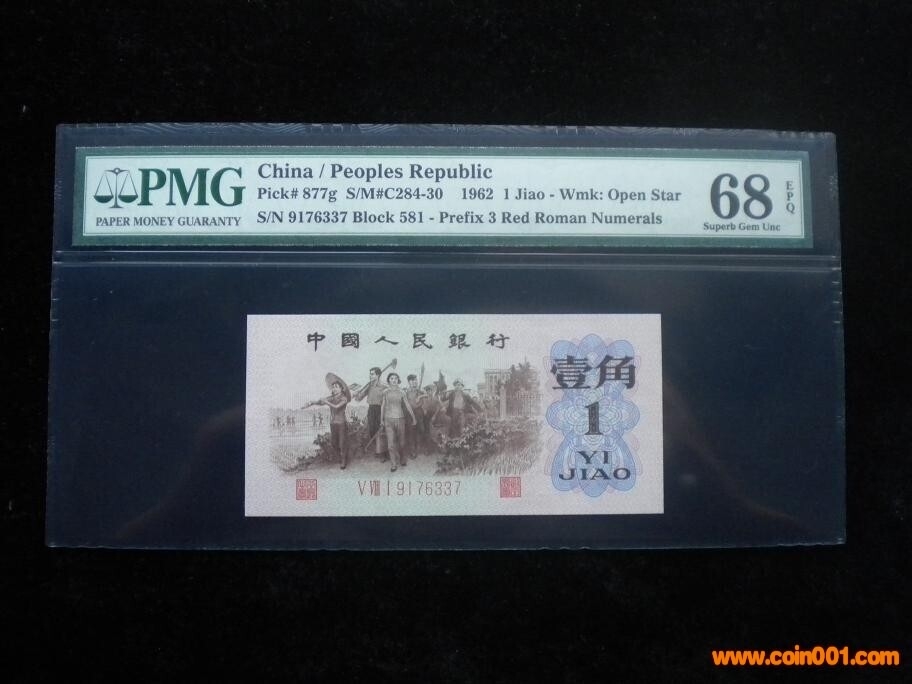 PMG
PAPER MONEY GUARANTY
China / Peoples Republic
Pick# 877g S/M#C284-30 1962 1 Jiao - Wmk: Open Star
S/N 9176337 Block 581 - Prefix 3 Red Roman Numerals
68
EPQ
Superb Gem Unc
中國人民銀行
壹角
1
YI
JIAO
V VIII I 9176337
www.coin001.com